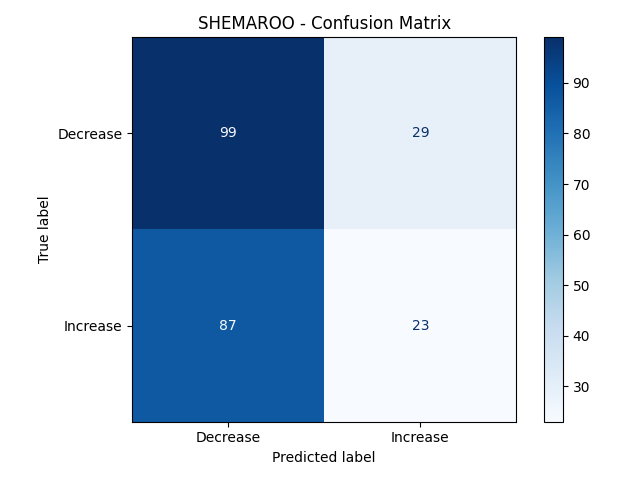 SHEMAROO - Confusion Matrix
True label
Decrease
99
29
Increase
87
23
Decrease
Increase
Predicted label
90
80
70
60
50
40
30